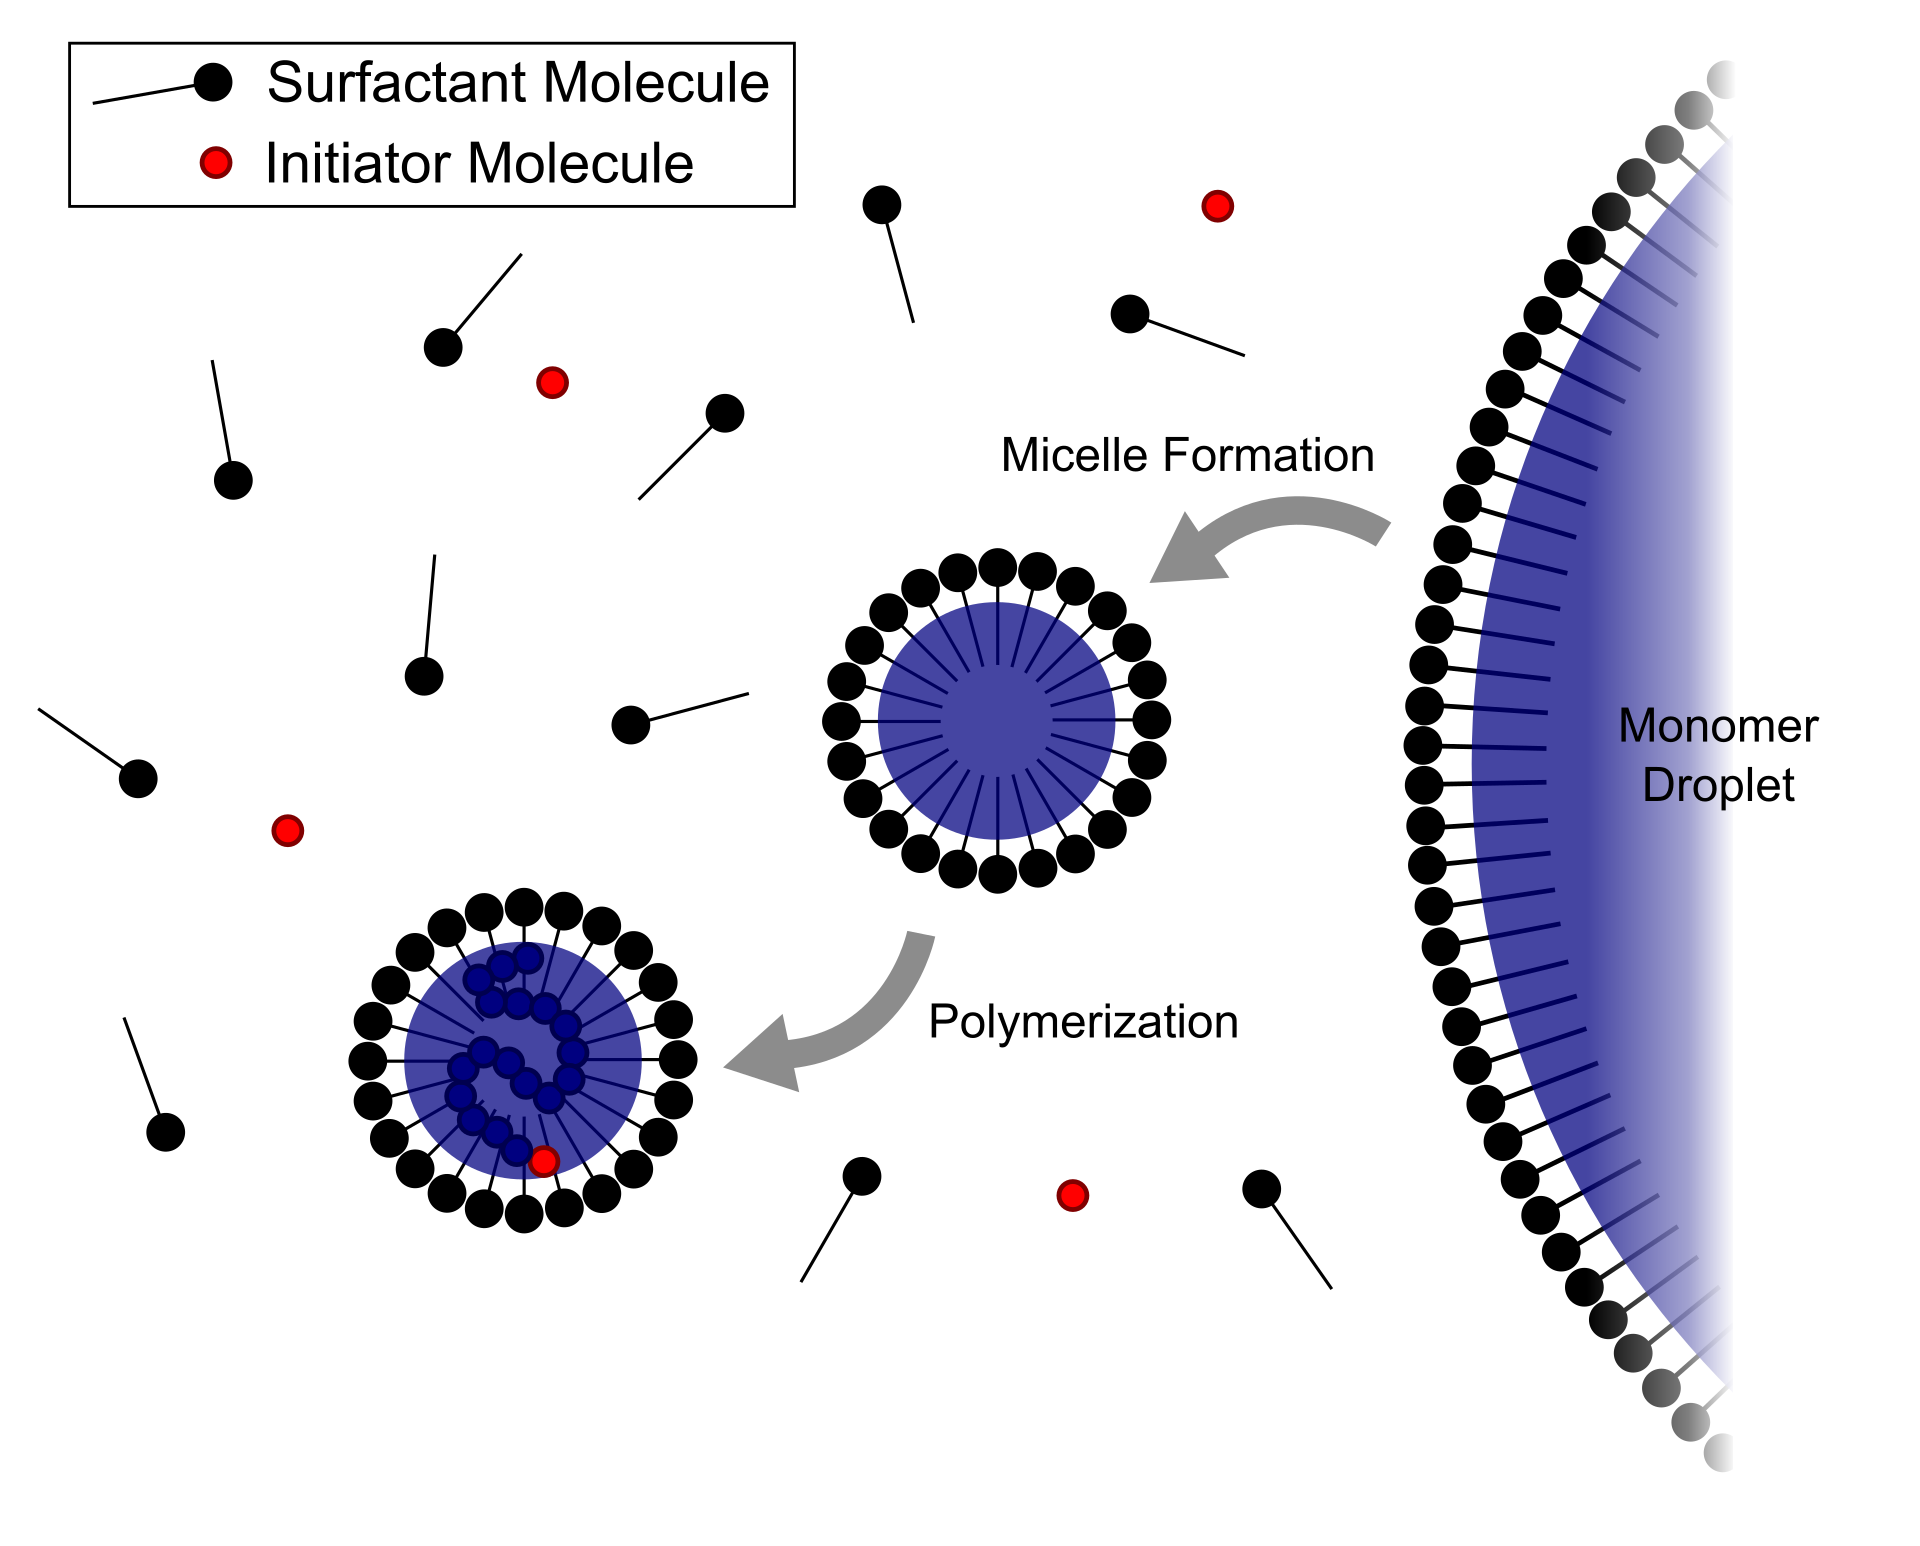 Surfactant Molecule
Initiator Molecule
Micelle Formation
Monomer
Droplet
Polymerization